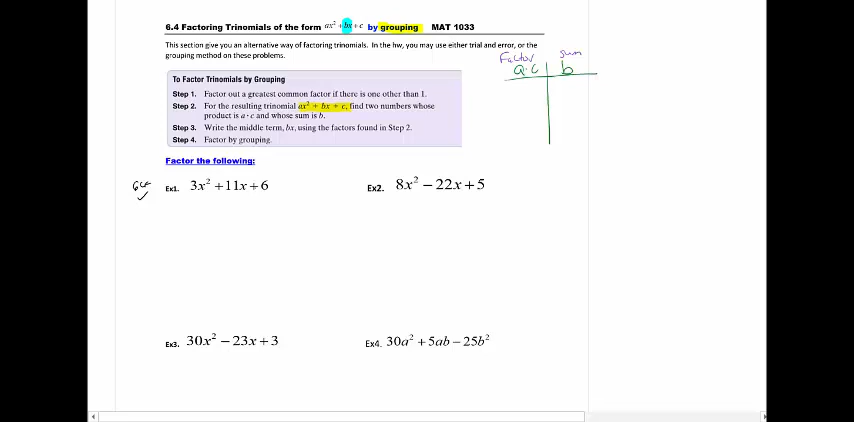 6.4 Factoring Trinomials of the form ax² + bx + c by grouping MAT 1033
This section give you an alternative way of factoring trinomials. In the hw, you may use either trial and error, or the
grouping method on these problems.
Factor sum
a·c b
To Factor Trinomials by Grouping
Step 1. Factor out a greatest common factor if there is one other than 1.
Step 2. For the resulting trinomial ax² + bx + c, find two numbers whose
product is a · c and whose sum is b.
Step 3. Write the middle term, bx, using the factors found in Step 2.
Step 4. Factor by grouping.
Factor the following:
Ex1. 3x² + 11x + 6 Ex2. 8x² − 22x + 5
Ex3. 30x² − 23x + 3 Ex4. 30a² + 5ab − 25b²